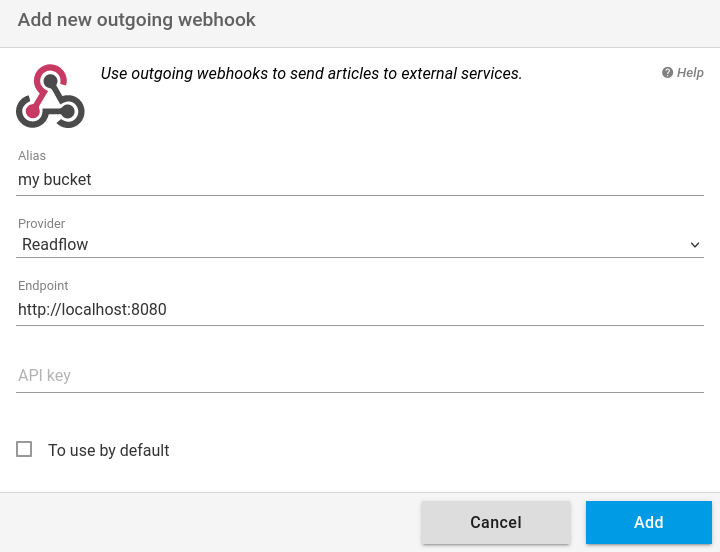 Add new outgoing webhook
Use outgoing webhooks to send articles to external services.
Help
Alias
my bucket
Provider
Readflow
Endpoint
http://localhost:8080
API key
To use by default
Cancel
Add